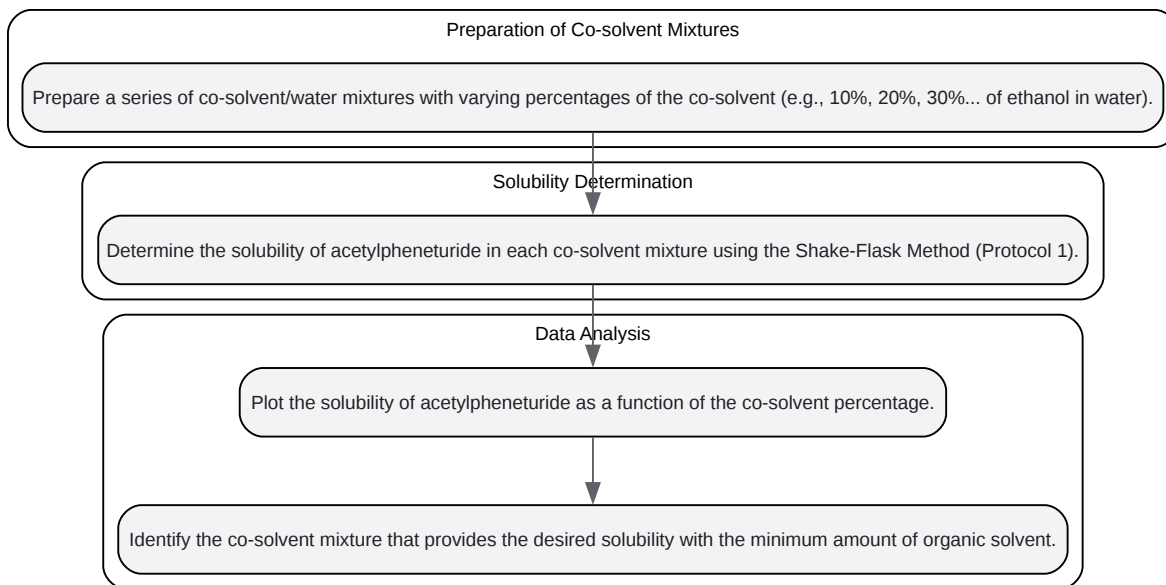 Preparation of Co-solvent Mixtures
Prepare a series of co-solvent/water mixtures with varying percentages of the co-solvent (e.g., 10%, 20%, 30%... of ethanol in water).
Solubility Determination
Determine the solubility of acetylpheneturide in each co-solvent mixture using the Shake-Flask Method (Protocol 1).
Data Analysis
Plot the solubility of acetylpheneturide as a function of the co-solvent percentage.
Identify the co-solvent mixture that provides the desired solubility with the minimum amount of organic solvent.